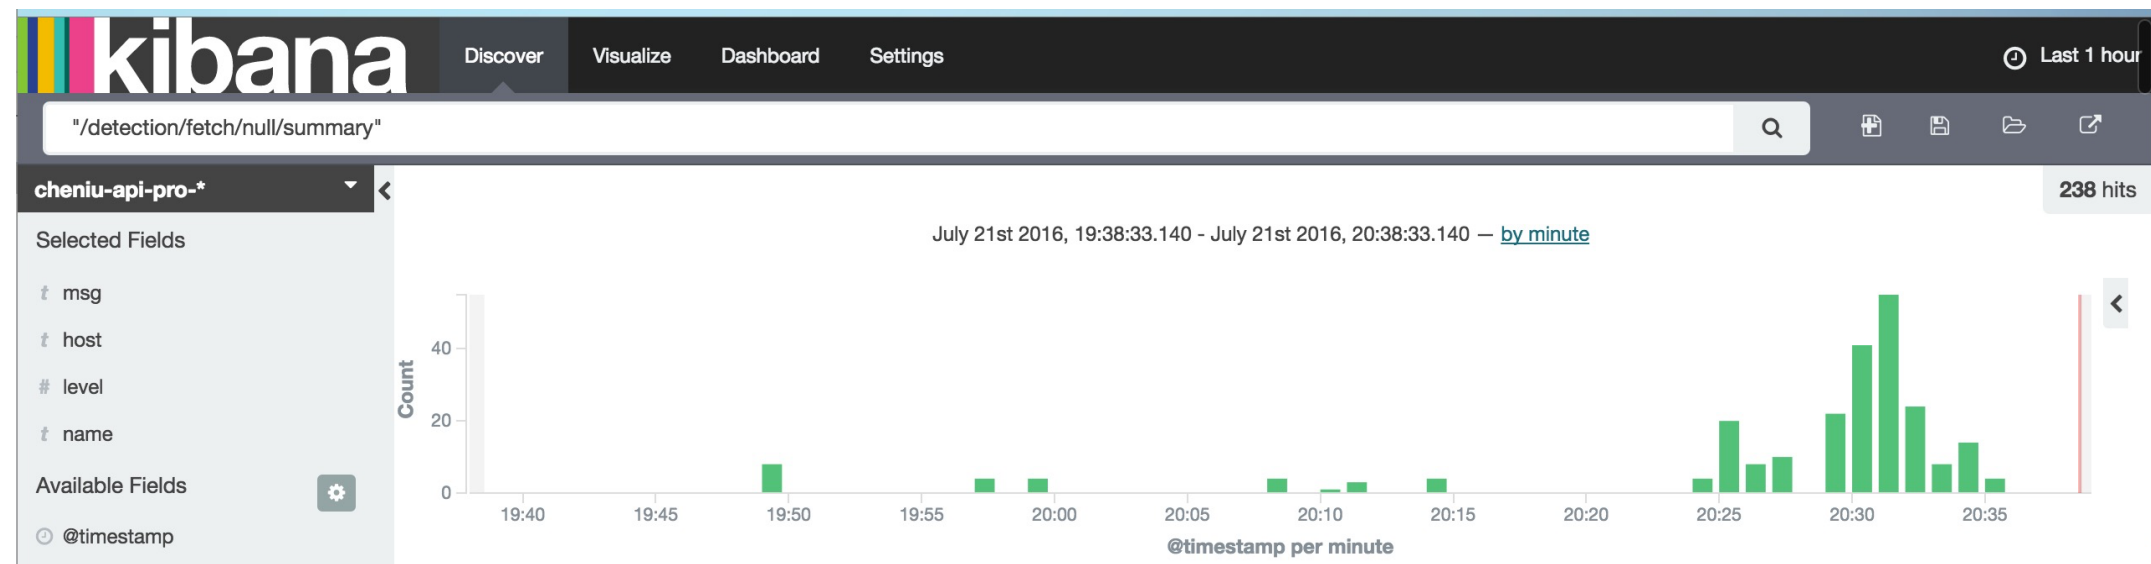 kibana Discover Visualize Dashboard Settings Last 1 hour
"/detection/fetch/null/summary"
cheniu-api-pro-*
238 hits
Selected Fields
July 21st 2016, 19:38:33.140 - July 21st 2016, 20:38:33.140 — by minute
t msg
t host
# level
t name
Available Fields
@timestamp
Count
40
20
0
19:40 19:45 19:50 19:55 20:00 20:05 20:10 20:15 20:20 20:25 20:30 20:35
@timestamp per minute